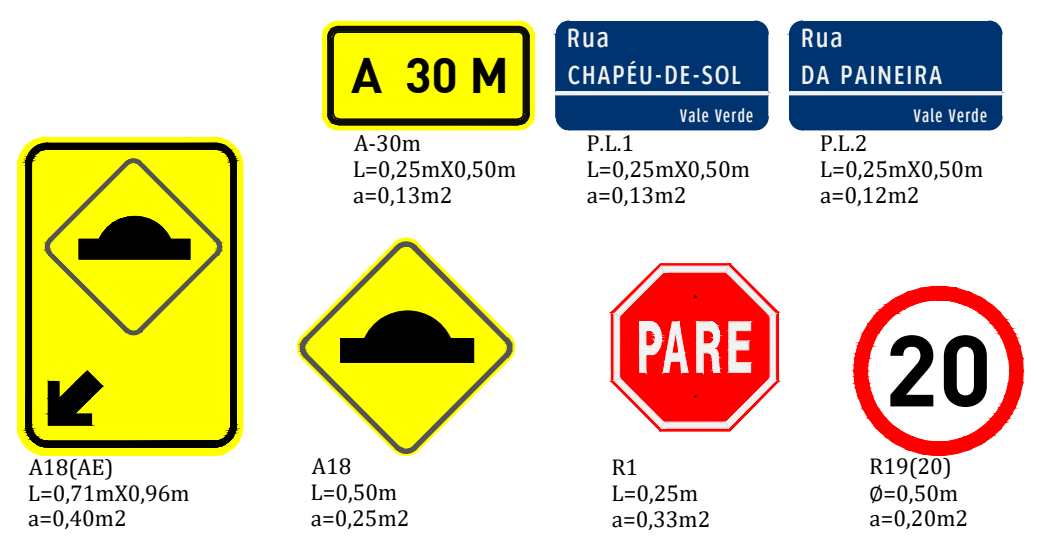 A 30 M
A-30m
L=0,25mX0,50m
a=0,13m2
Rua
CHAPÉU-DE-SOL
Vale Verde
P.L.1
L=0,25mX0,50m
a=0,13m2
Rua
DA PAINEIRA
Vale Verde
P.L.2
L=0,25mX0,50m
a=0,12m2
A18(AE)
L=0,71mX0,96m
a=0,40m2
A18
L=0,50m
a=0,25m2
PARE
R1
L=0,25m
a=0,33m2
20
R19(20)
Ø=0,50m
a=0,20m2